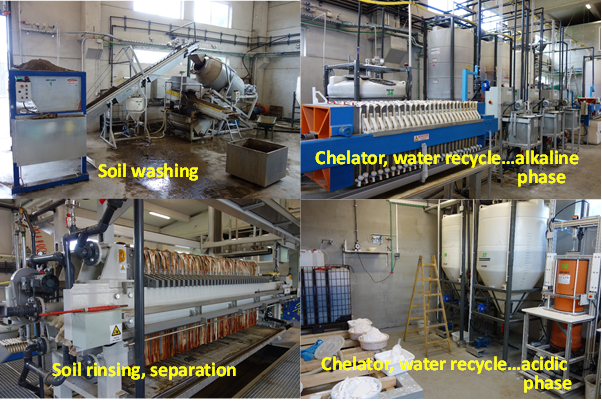 Soil washing
Chelator, water recycle...alkaline
phase
Soil rinsing, separation
Chelator, water recycle...acidic
phase